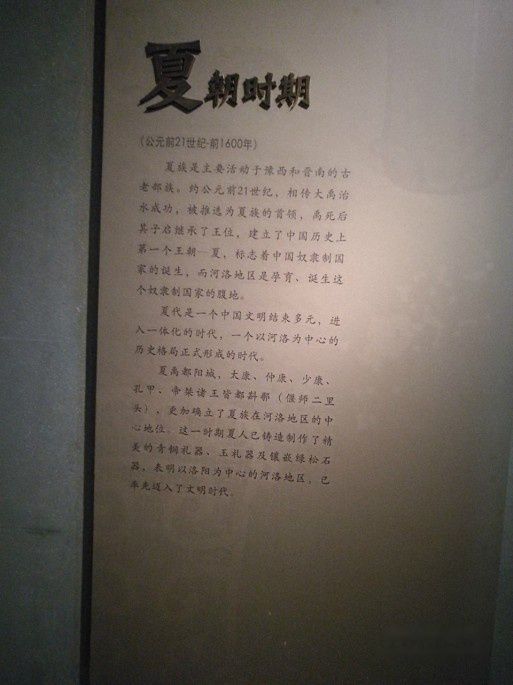 夏朝时期
（公元前21世纪-前1600年）
夏族是主要活动于豫西和晋南的古
老部族。约公元前21世纪，相传大禹治
水成功，被推选为夏族的首领，禹死后
其子启继承了王位，建立了中国历史上
第一个王朝—夏，标志着中国奴隶制国
家的诞生，而河洛地区是孕育、诞生这
个奴隶制国家的腹地。
夏代是一个中国文明结束多元，进
入一体化的时代，一个以河洛为中心的
历史格局正式形成的时代。
夏禹都阳城，太康、仲康、少康、
孔甲、帝桀诸王皆都斟鄩（偃师二里
头），更加确立了夏族在河洛地区的中
心地位。这一时期夏人已铸造制作了精
美的青铜礼器、玉礼器及镶嵌绿松石
器，表明以洛阳为中心的河洛地区，已
率先迈入了文明时代。